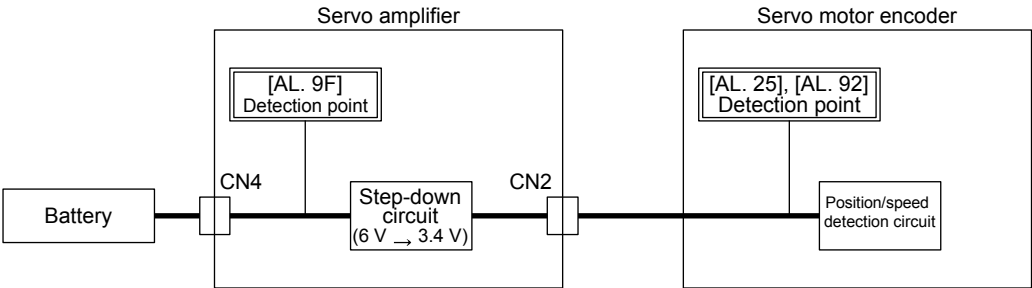 Servo amplifier
Servo motor encoder
[AL. 9F]
Detection point
[AL. 25], [AL. 92]
Detection point
CN4
CN2
Battery
Step-down
circuit
(6 V → 3.4 V)
Position/speed
detection circuit